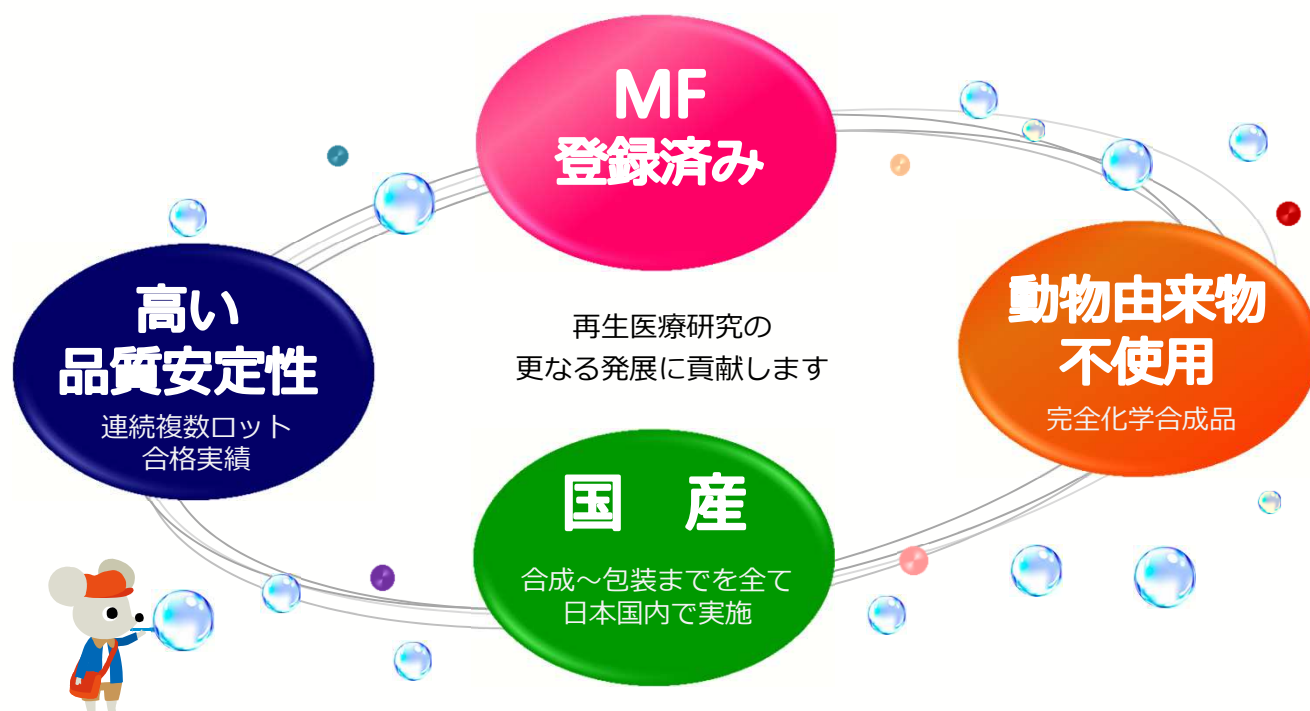 MF
登録済み
高い
品質安定性
連続複数ロット
合格実績
再生医療研究の
更なる発展に貢献します
動物由来物
不使用
完全化学合成品
国　産
合成～包装までを全て
日本国内で実施